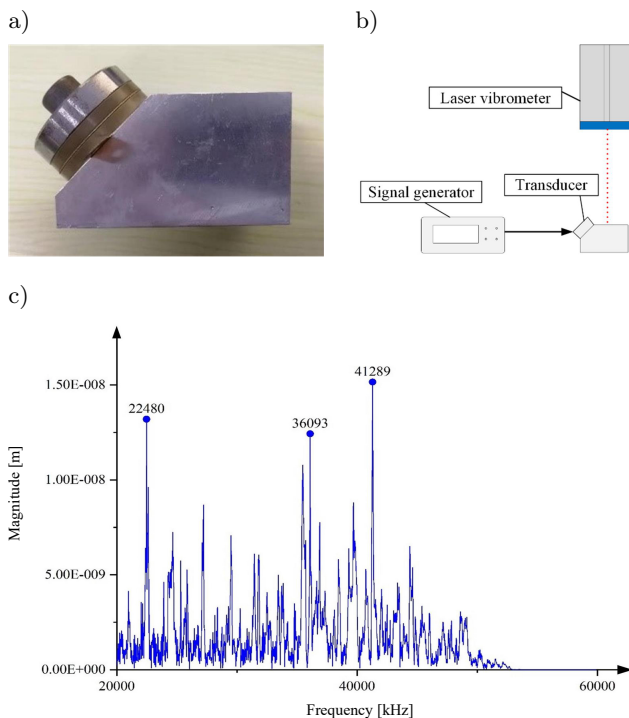 a)
b)
Laser vibrometer
Signal generator
Transducer
c)
41289
1.50E-008
22480
36093
1.00E-008
Magnitude [m]
5.00E-009
0.00E+000
20000
40000
60000
Frequency [kHz]